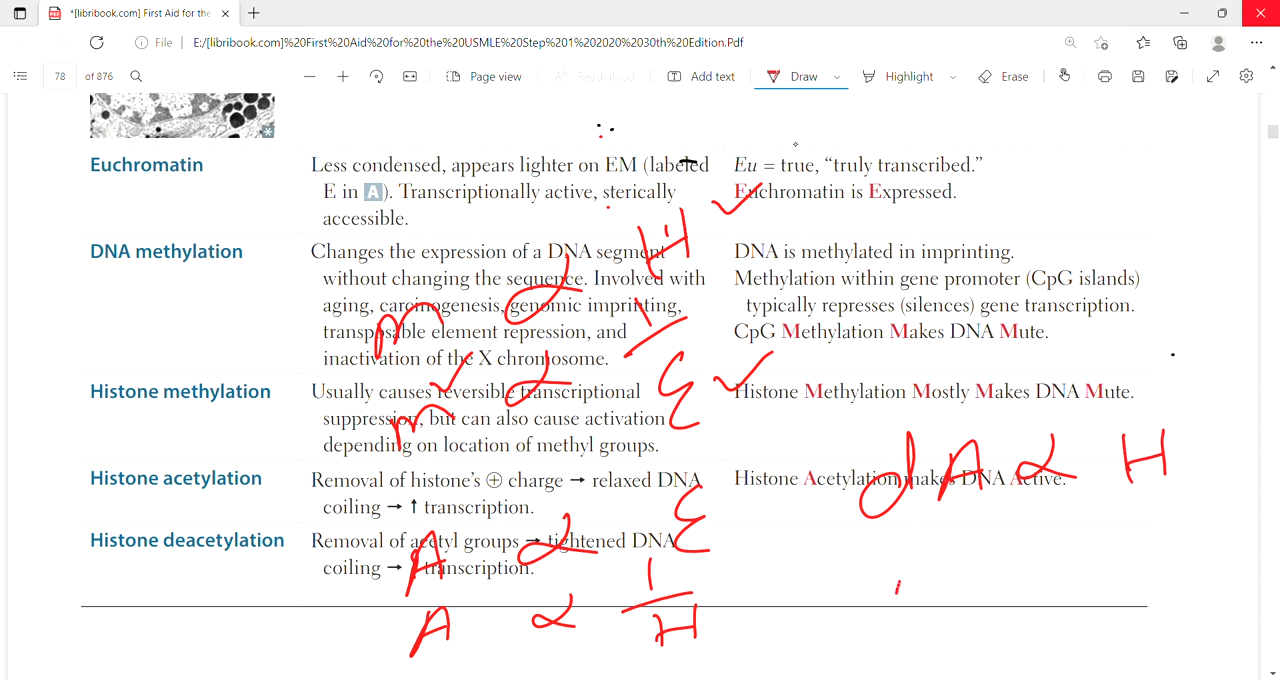 *[libribook.com] First Aid for the
File
E:/[libribook.com]%20First%20Aid%20for%20the%20USMLE%20Step%201%202020%2030th%20Edition.Pdf
78 of 876
Page view
Read aloud
Add text
Draw
Highlight
Erase
Euchromatin
Less condensed, appears lighter on EM (labeled
E in A). Transcriptionally active, sterically
accessible.
Eu = true, “truly transcribed.”
Euchromatin is Expressed.
DNA methylation
Changes the expression of a DNA segment
without changing the sequence. Involved with
aging, carcinogenesis, genomic imprinting,
transposable element repression, and
inactivation of the X chromosome.
DNA is methylated in imprinting.
Methylation within gene promoter (CpG islands)
typically represses (silences) gene transcription.
CpG Methylation Makes DNA Mute.
Histone methylation
Usually causes reversible transcriptional
suppression, but can also cause activation
depending on location of methyl groups.
Histone Methylation Mostly Makes DNA Mute.
Histone acetylation
Removal of histone’s ⊕ charge → relaxed DNA
coiling → ↑ transcription.
Histone Acetylation makes DNA Active.
Histone deacetylation
Removal of acetyl groups → tightened DNA
coiling → transcription.
m α H
m α 1/E
A α E
A α 1/H
dA α H